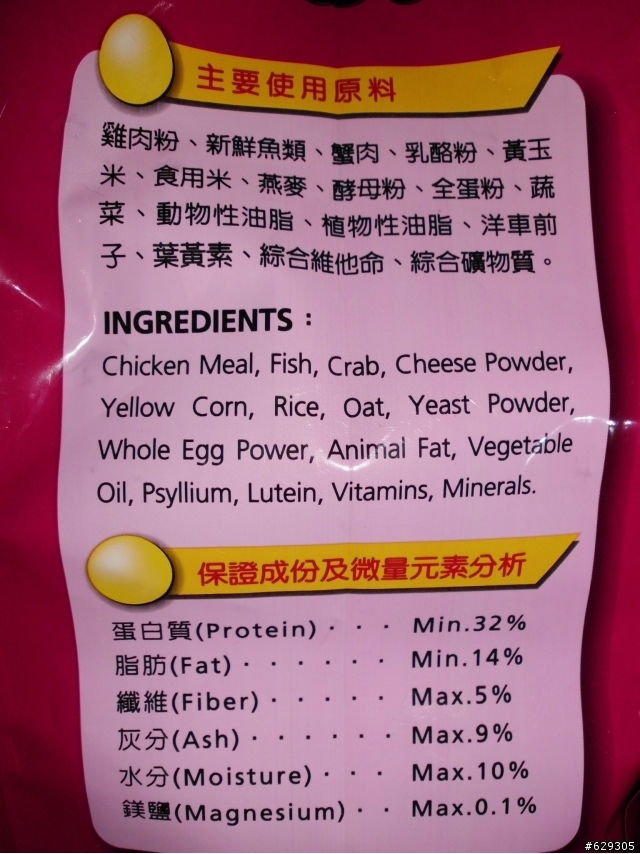 主要使用原料
雞肉粉、新鮮魚類、蟹肉、乳酪粉、黃玉
米、食用米、燕麥、酵母粉、全蛋粉、蔬
菜、動物性油脂、植物性油脂、洋車前
子、葉黃素、綜合維他命、綜合礦物質。
INGREDIENTS：
Chicken Meal, Fish, Crab, Cheese Powder,
Yellow Corn, Rice, Oat, Yeast Powder,
Whole Egg Power, Animal Fat, Vegetable
Oil, Psyllium, Lutein, Vitamins, Minerals.
保證成份及微量元素分析
蛋白質(Protein)··· Min.32%
脂肪(Fat)······ Min.14%
纖維(Fiber)····· Max.5%
灰分(Ash)······ Max.9%
水分(Moisture)··· Max.10%
鎂鹽(Magnesium)·· Max.0.1%
#629305